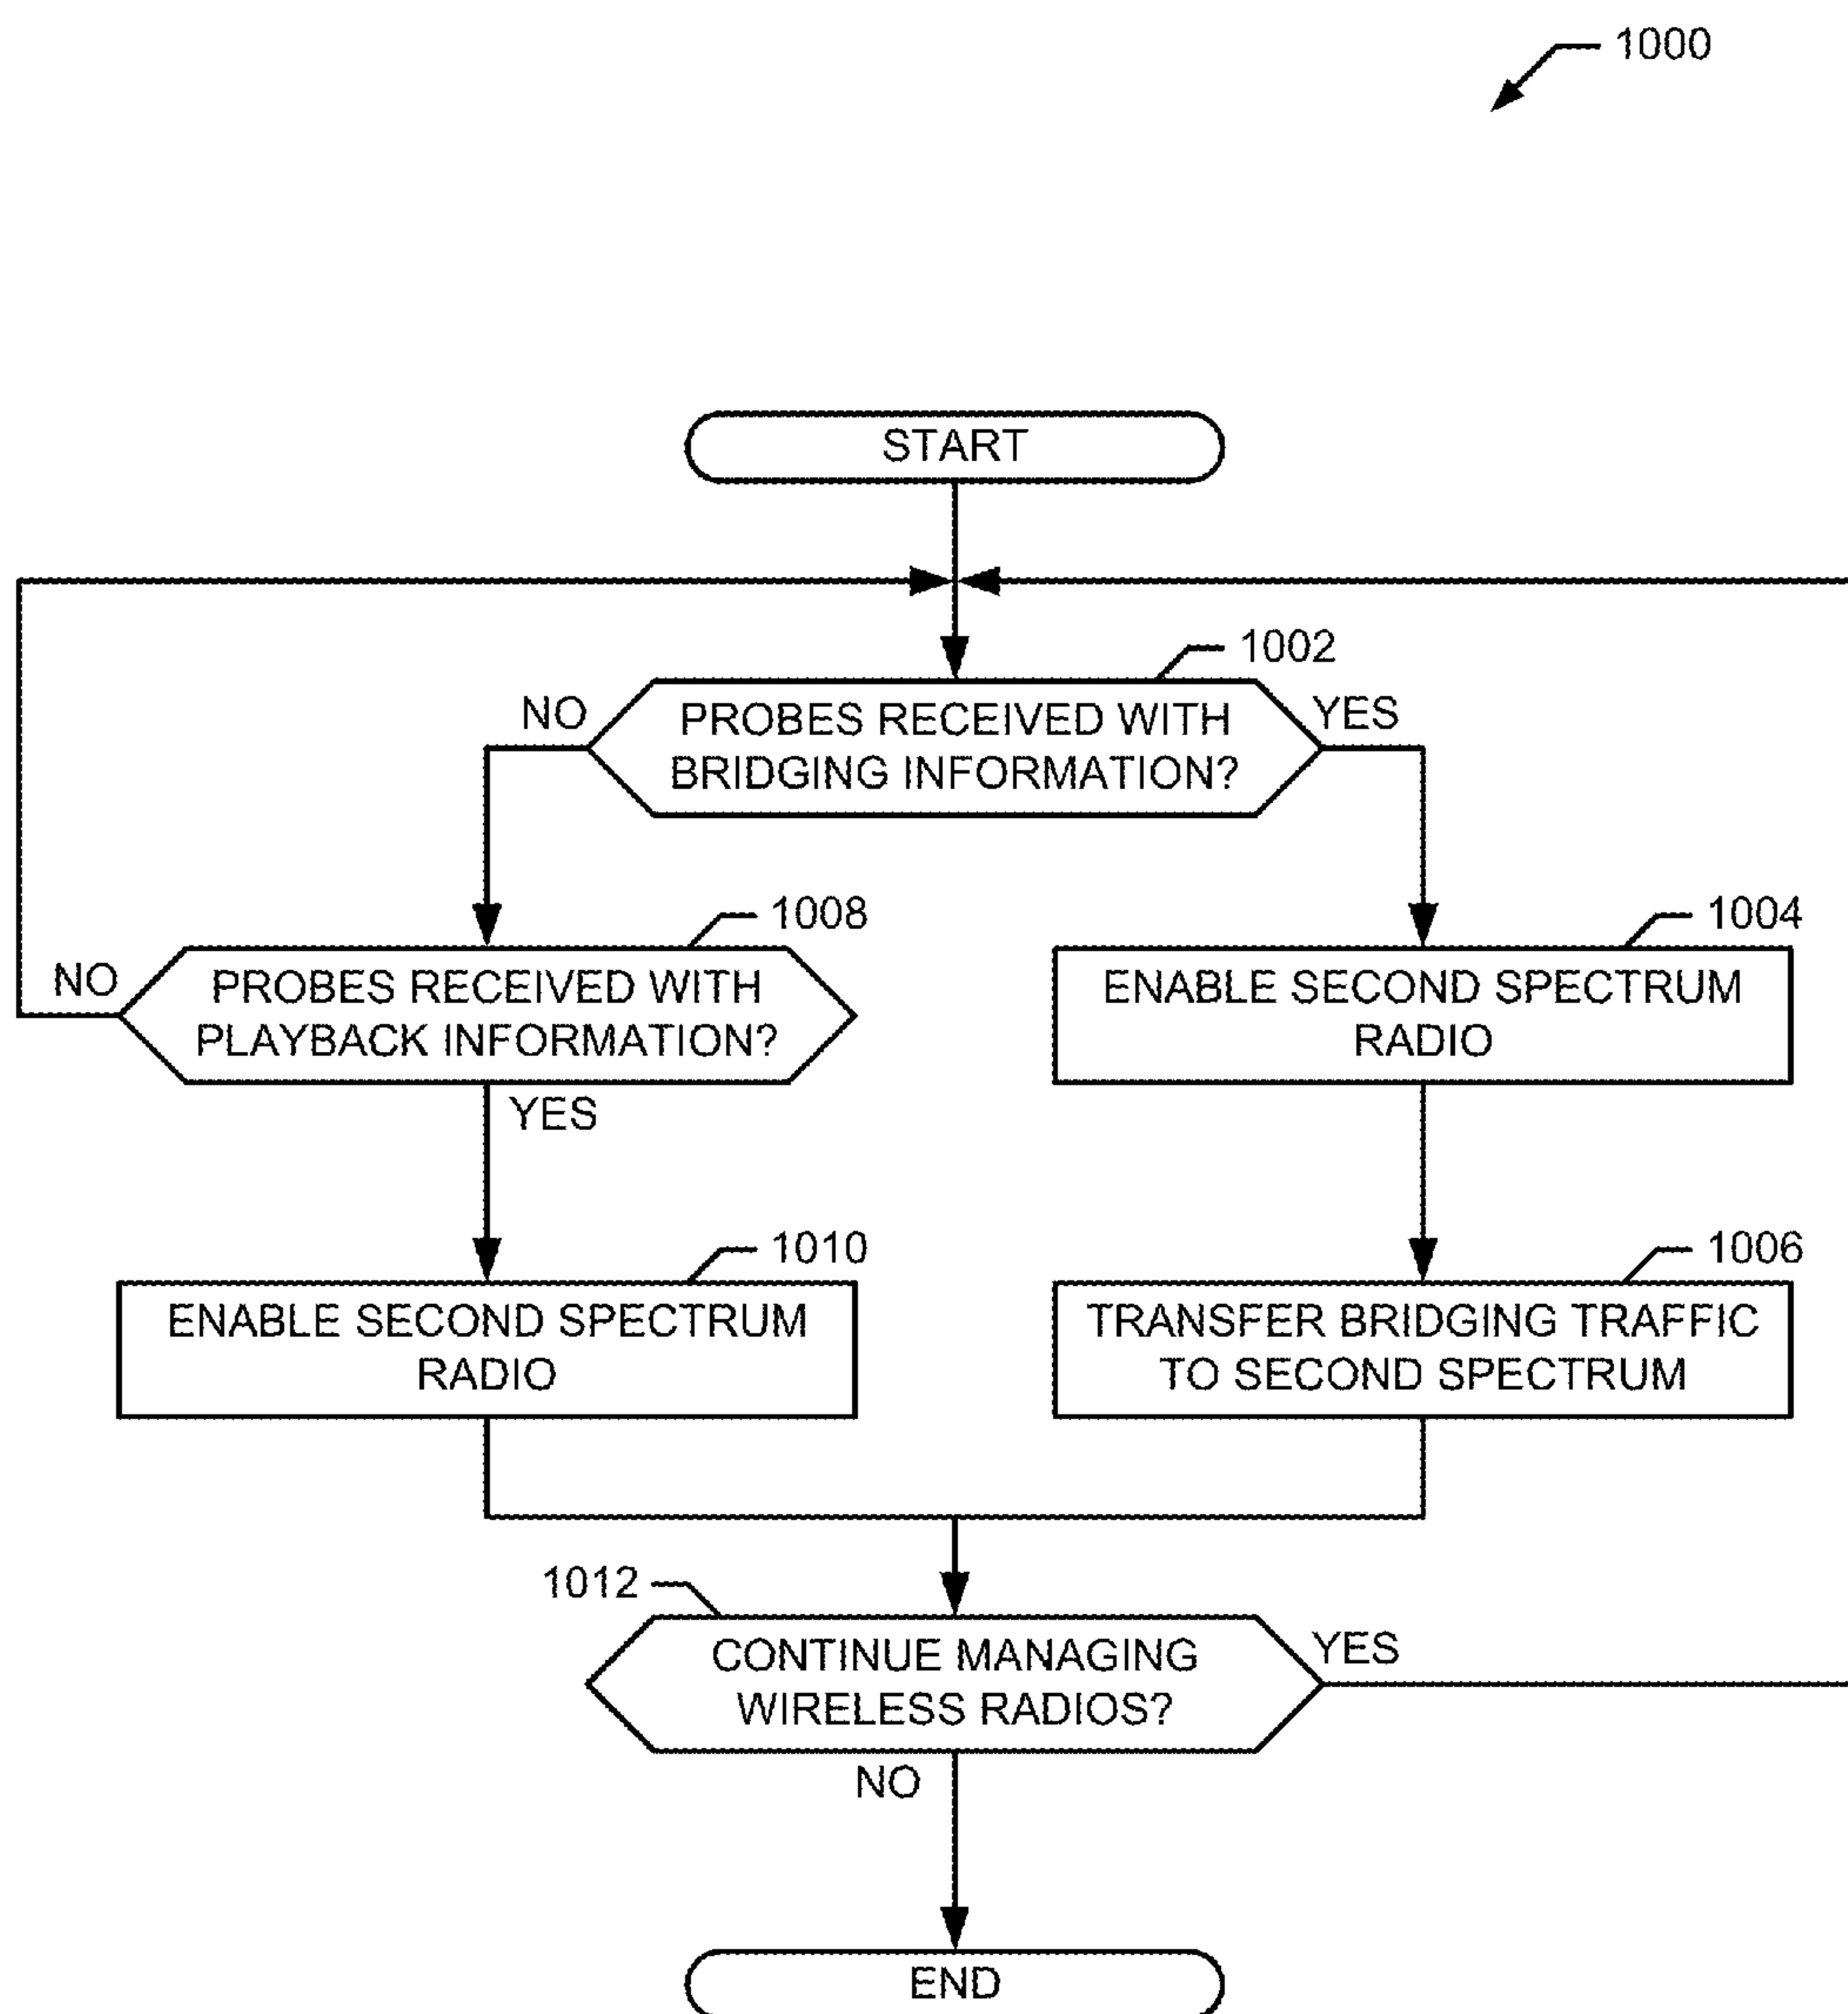 1000
START
1002
NO
PROBES RECEIVED WITH
BRIDGING INFORMATION?
YES
1008
NO
PROBES RECEIVED WITH
PLAYBACK INFORMATION?
YES
1004
ENABLE SECOND SPECTRUM
RADIO
1010
ENABLE SECOND SPECTRUM
RADIO
1006
TRANSFER BRIDGING TRAFFIC
TO SECOND SPECTRUM
1012
CONTINUE MANAGING
WIRELESS RADIOS?
YES
NO
END